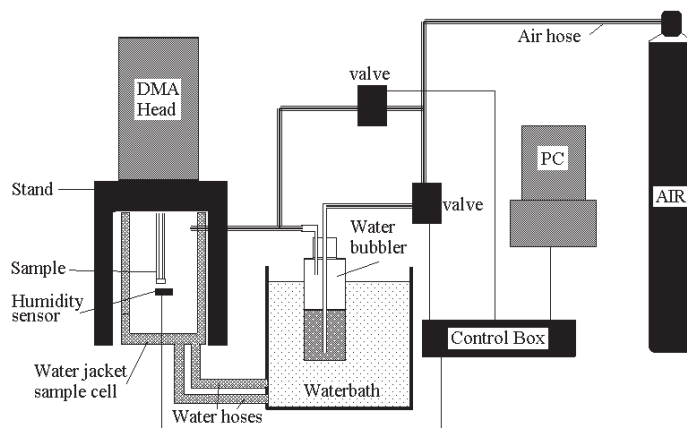 Air hose
valve
DMA
Head
PC
Stand
AIR
valve
Water
bubbler
Sample
Humidity
sensor
Control Box
Water jacket
sample cell
Waterbath
Water hoses